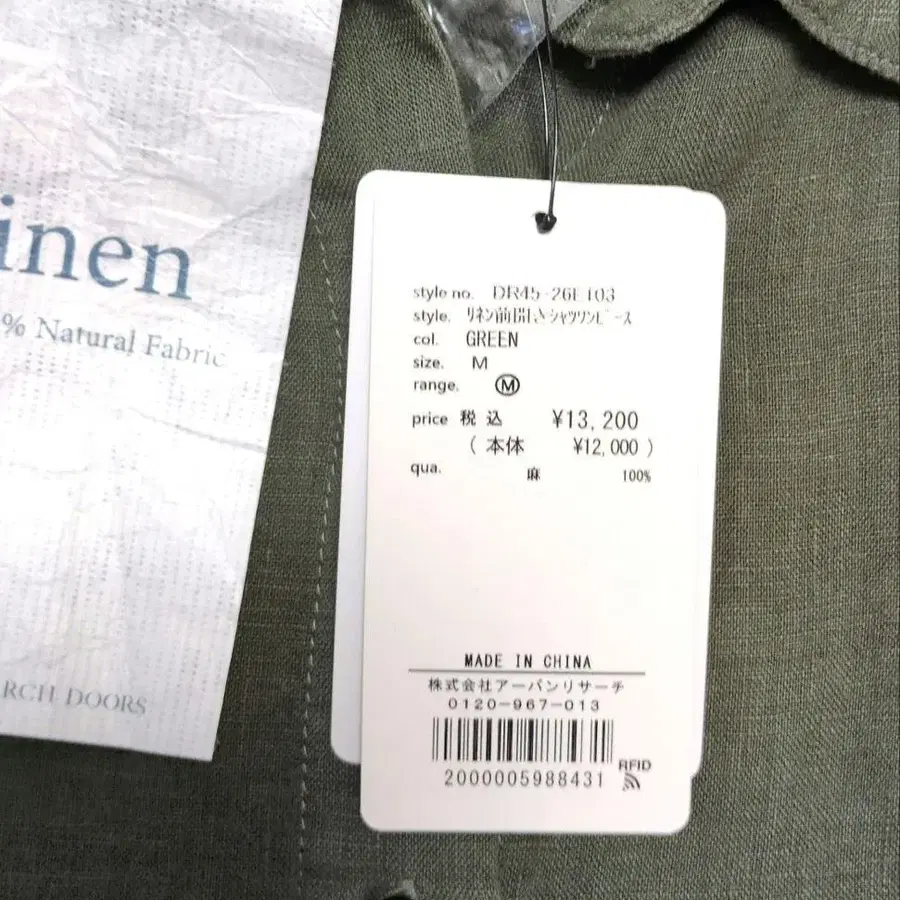 inen
% Natural Fabric
RCH DOORS
style no. DR45-26E103
style. ﾘﾈﾝ前開きｼｬﾂﾜﾝﾋﾟｰｽ
col. GREEN
size. M
range. Ⓜ
price 税込 ¥13,200
( 本体 ¥12,000 )
qua. 麻 100%
MADE IN CHINA
株式会社アーバンリサーチ
0120-967-013
RFID
2000005988431